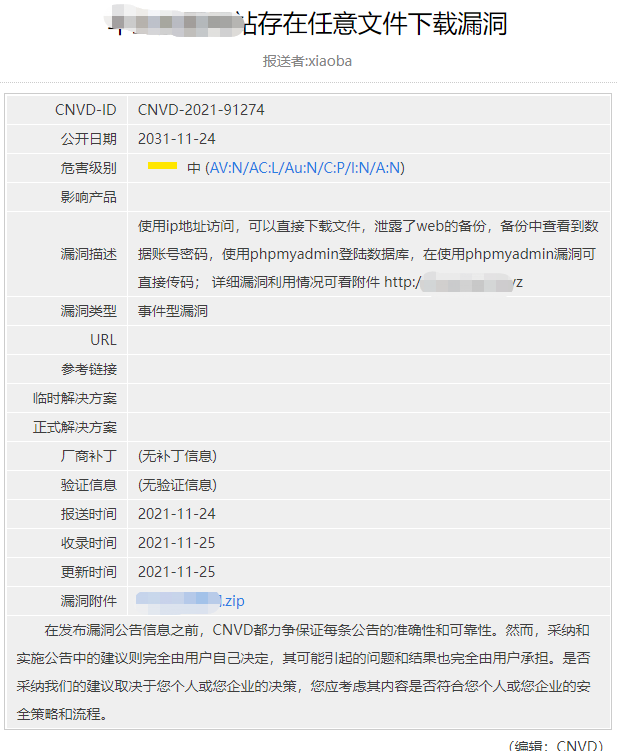 站存在任意文件下载漏洞
报送者:xiaoba
CNVD-ID CNVD-2021-91274
公开日期 2031-11-24
危害级别 中 (AV:N/AC:L/Au:N/C:P/I:N/A:N)
影响产品
使用ip地址访问，可以直接下载文件，泄露了web的备份，备份中查看到数
漏洞描述 据账号密码，使用phpmyadmin登陆数据库，在使用phpmyadmin漏洞可
直接传码； 详细漏洞利用情况可看附件 http:/ yz
漏洞类型 事件型漏洞
URL
参考链接
临时解决方案
正式解决方案
厂商补丁 (无补丁信息)
验证信息 (无验证信息)
报送时间 2021-11-24
收录时间 2021-11-25
更新时间 2021-11-25
漏洞附件 .zip
在发布漏洞公告信息之前，CNVD都力争保证每条公告的准确性和可靠性。然而，采纳和
实施公告中的建议则完全由用户自己决定，其可能引起的问题和结果也完全由用户承担。是否
采纳我们的建议取决于您个人或您企业的决策，您应考虑其内容是否符合您个人或您企业的安
全策略和流程。
（编辑：CNVD）